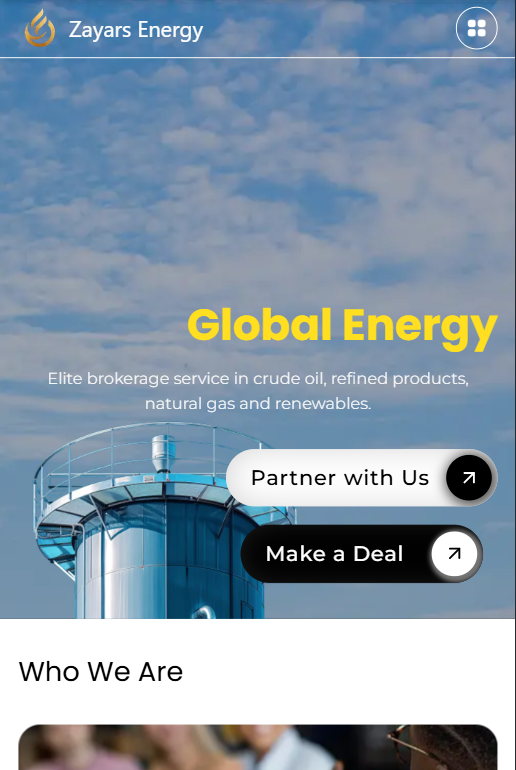 Zayars Energy
Global Energy
Elite brokerage service in crude oil, refined products,
natural gas and renewables.
Partner with Us
Make a Deal
Who We Are